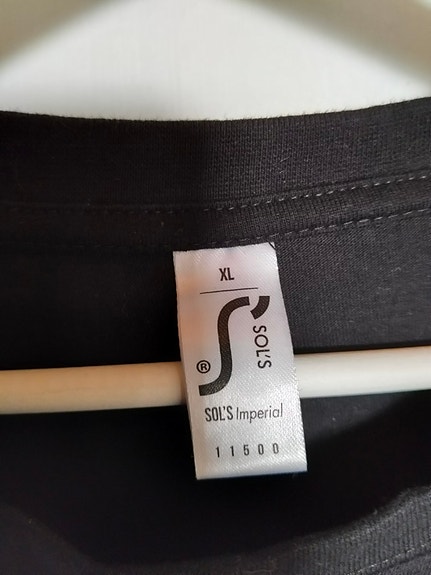 XL
SOL'S
®
SOL'S Imperial
11500